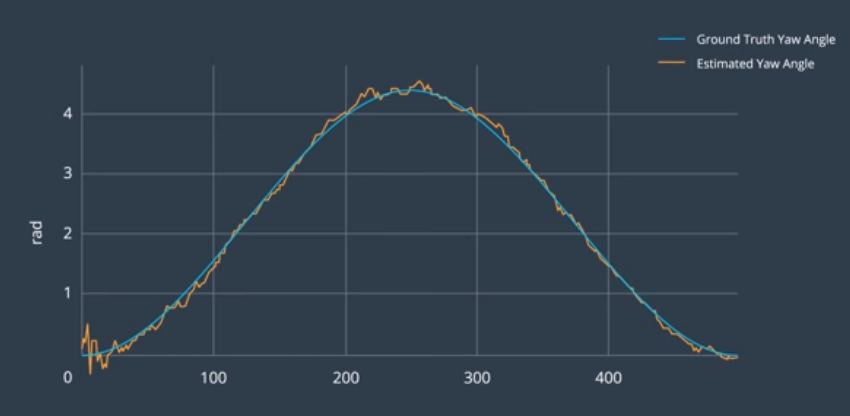 Ground Truth Yaw Angle
Estimated Yaw Angle
4
3
2
1
rad
0 100 200 300 400